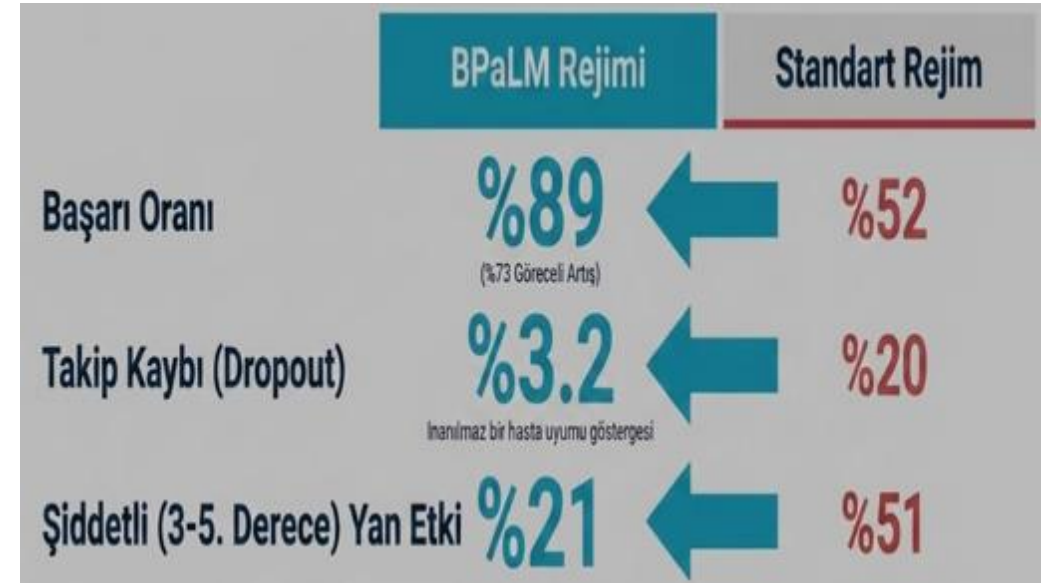 BPaLM Rejimi
Standart Rejim
Başarı Oranı
%89
%52
(%73 Göreceli Artış)
Takip Kaybı (Dropout)
%3.2
%20
İnanılmaz bir hasta uyumu göstergesi
Şiddetli (3-5. Derece) Yan Etki
%21
%51